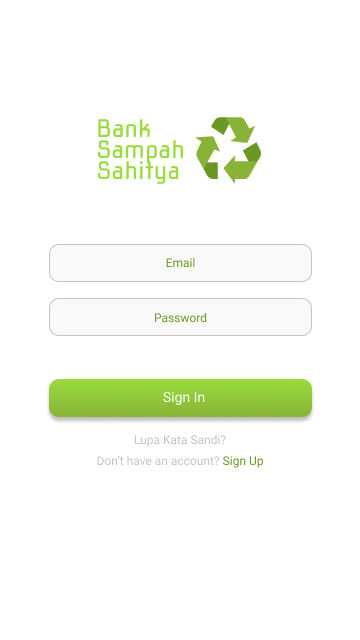 Bank
Sampah
Sahitya
Email
Password
Sign In
Lupa Kata Sandi?
Don't have an account? Sign Up